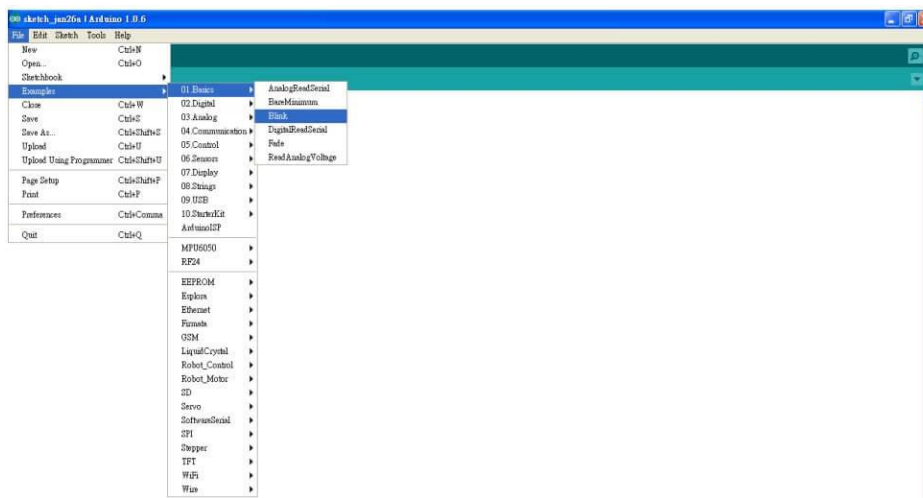 sketch_jan26a | Arduino 1.0.6
File Edit Sketch Tools Help
New Ctrl+N
Open... Ctrl+O
Sketchbook
Examples
Close Ctrl+W
Save Ctrl+S
Save As... Ctrl+Shift+S
Upload Ctrl+U
Upload Using Programmer Ctrl+Shift+U
Page Setup Ctrl+Shift+P
Print Ctrl+P
Preferences Ctrl+Comma
Quit Ctrl+Q
01.Basics
02.Digital
03.Analog
04.Communication
05.Control
06.Sensors
07.Display
08.Strings
09.USB
10.StarterKit
ArduinoISP
MPU6050
RF24
EEPROM
Esplora
Ethernet
Firmata
GSM
LiquidCrystal
Robot_Control
Robot_Motor
SD
Servo
SoftwareSerial
SPI
Stepper
TFT
WiFi
Wire
AnalogReadSerial
BareMinimum
Blink
DigitalReadSerial
Fade
ReadAnalogVoltage